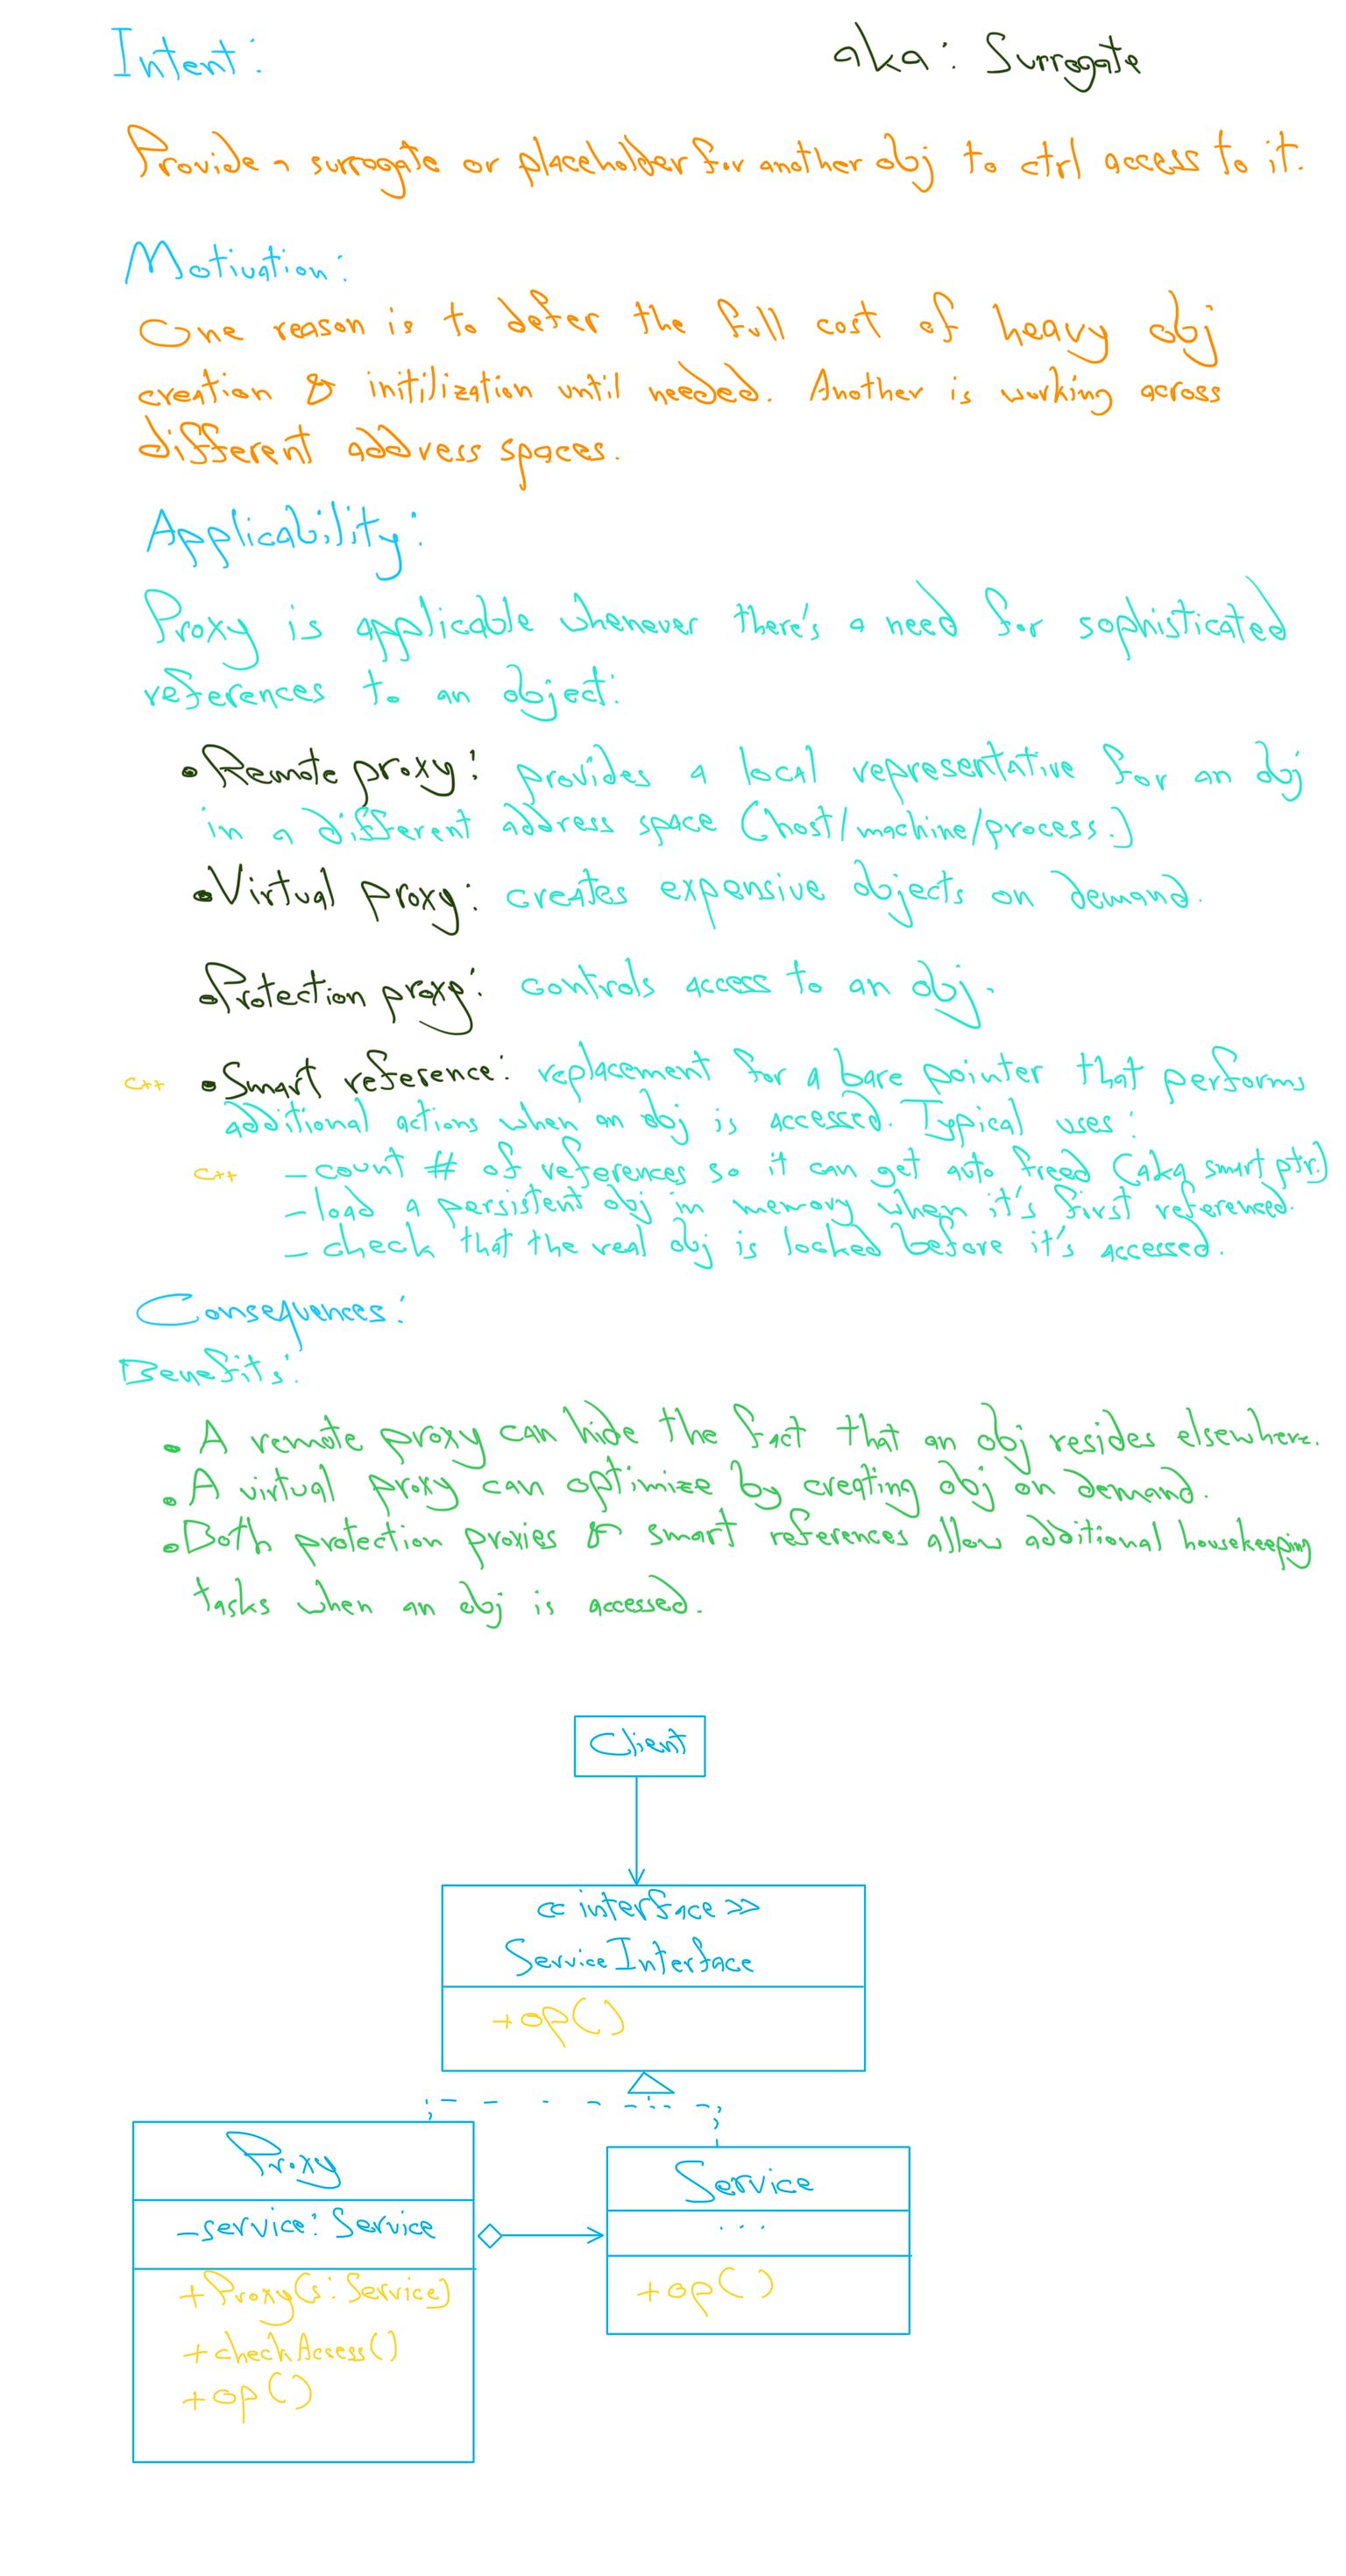 Intent:
aka: Surrogate
Provide a surrogate or placeholder for another obj to ctrl access to it.
Motivation:
One reason is to defer the full cost of heavy obj
creation & initilization until needed. Another is working across
different address spaces.
Applicability:
Proxy is applicable whenever there's a need for sophisticated
references to an object:
• Remote proxy: provides a local representative for an obj
in a different address space (host/machine/process.)
• Virtual proxy: creates expensive objects on demand.
• Protection proxy: controls access to an obj.
C++ • Smart reference: replacement for a bare pointer that performs
additional actions when an obj is accessed. Typical uses:
C++ - count # of references so it can get auto freed (aka smart ptr.)
- load a persistent obj in memory when it's first referenced.
- check that the real obj is locked before it's accessed.
Consequences:
Benefits:
• A remote proxy can hide the fact that an obj resides elsewhere.
• A virtual proxy can optimize by creating obj on demand.
• Both protection proxies & smart references allow additional housekeeping
tasks when an obj is accessed.
Client
<< interface >>
ServiceInterface
+op()
Proxy
-service: Service
+Proxy(s: Service)
+checkAccess()
+op()
Service
...
+op()